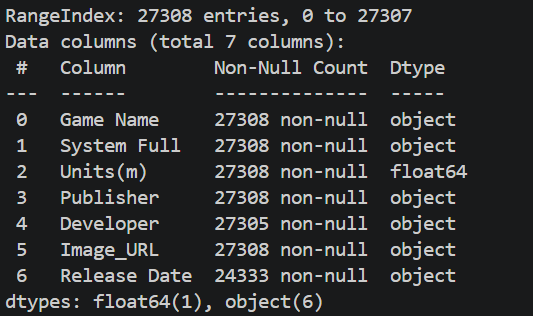 RangeIndex: 27308 entries, 0 to 27307
Data columns (total 7 columns):
 #   Column        Non-Null Count  Dtype
---  ------        --------------  -----
 0   Game Name     27308 non-null  object
 1   System Full   27308 non-null  object
 2   Units(m)      27308 non-null  float64
 3   Publisher     27308 non-null  object
 4   Developer     27305 non-null  object
 5   Image_URL     27308 non-null  object
 6   Release Date  24333 non-null  object
dtypes: float64(1), object(6)